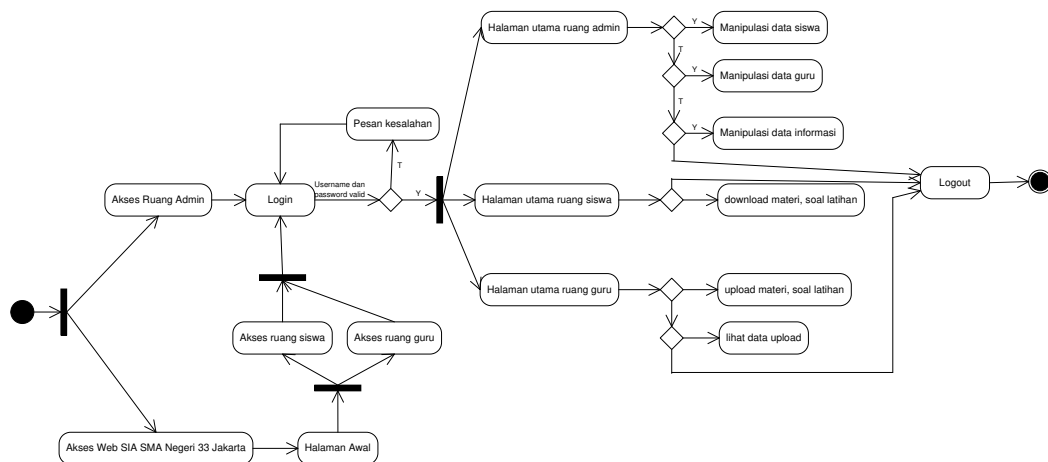 Halaman utama ruang admin
Y
Manipulasi data siswa
T
Y
Manipulasi data guru
T
Pesan kesalahan
Y
Manipulasi data informasi
T
Akses Ruang Admin
Login
Username dan
password valid
Y
Halaman utama ruang siswa
download materi, soal latihan
Logout
Halaman utama ruang guru
upload materi, soal latihan
Akses ruang siswa
Akses ruang guru
lihat data upload
Akses Web SIA SMA Negeri 33 Jakarta
Halaman Awal